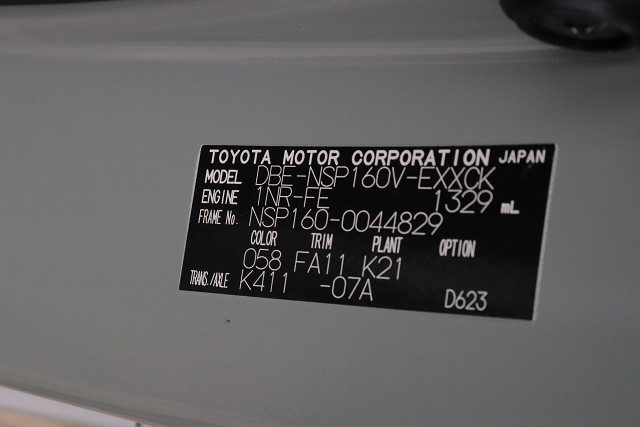 TOYOTA MOTOR CORPORATION JAPAN
MODEL DBE-NSP160V-EXXCK
ENGINE 1NR-FE 1329 mL
FRAME No. NSP160-0044829
COLOR TRIM PLANT OPTION
058 FA11 K21
TRANS./AXLE K411 -07A D623